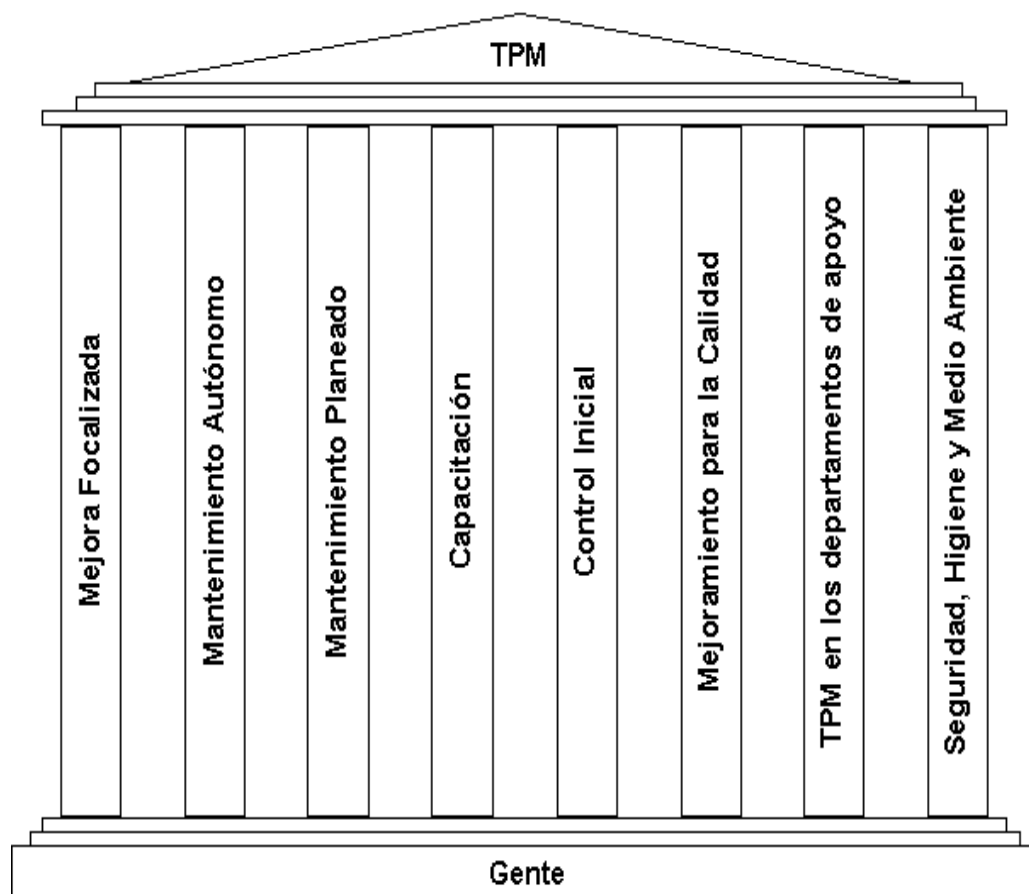 TPM
Mejora Focalizada
Mantenimiento Autónomo
Mantenimiento Planeado
Capacitación
Control Inicial
Mejoramiento para la Calidad
TPM en los departamentos de apoyo
Seguridad, Higiene y Medio Ambiente
Gente